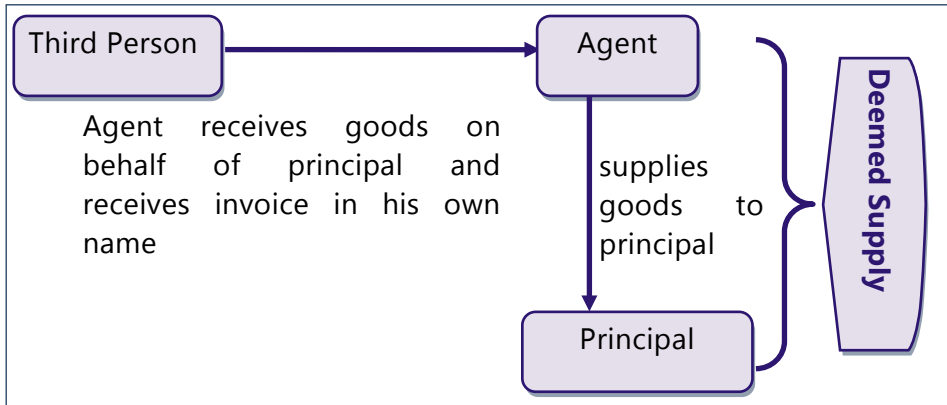 Third Person
Agent
Agent receives goods on
behalf of principal and
receives invoice in his own
name
supplies
goods to
principal
Principal
Deemed Supply